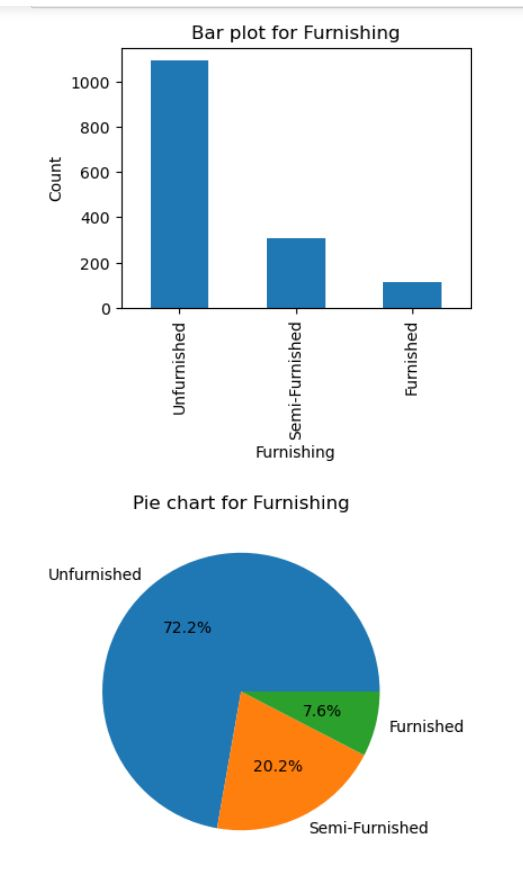 Bar plot for Furnishing
1000
800
600
400
200
0
Count
Unfurnished
Semi-Furnished
Furnished
Furnishing
Pie chart for Furnishing
Unfurnished
72.2%
7.6%
Furnished
20.2%
Semi-Furnished